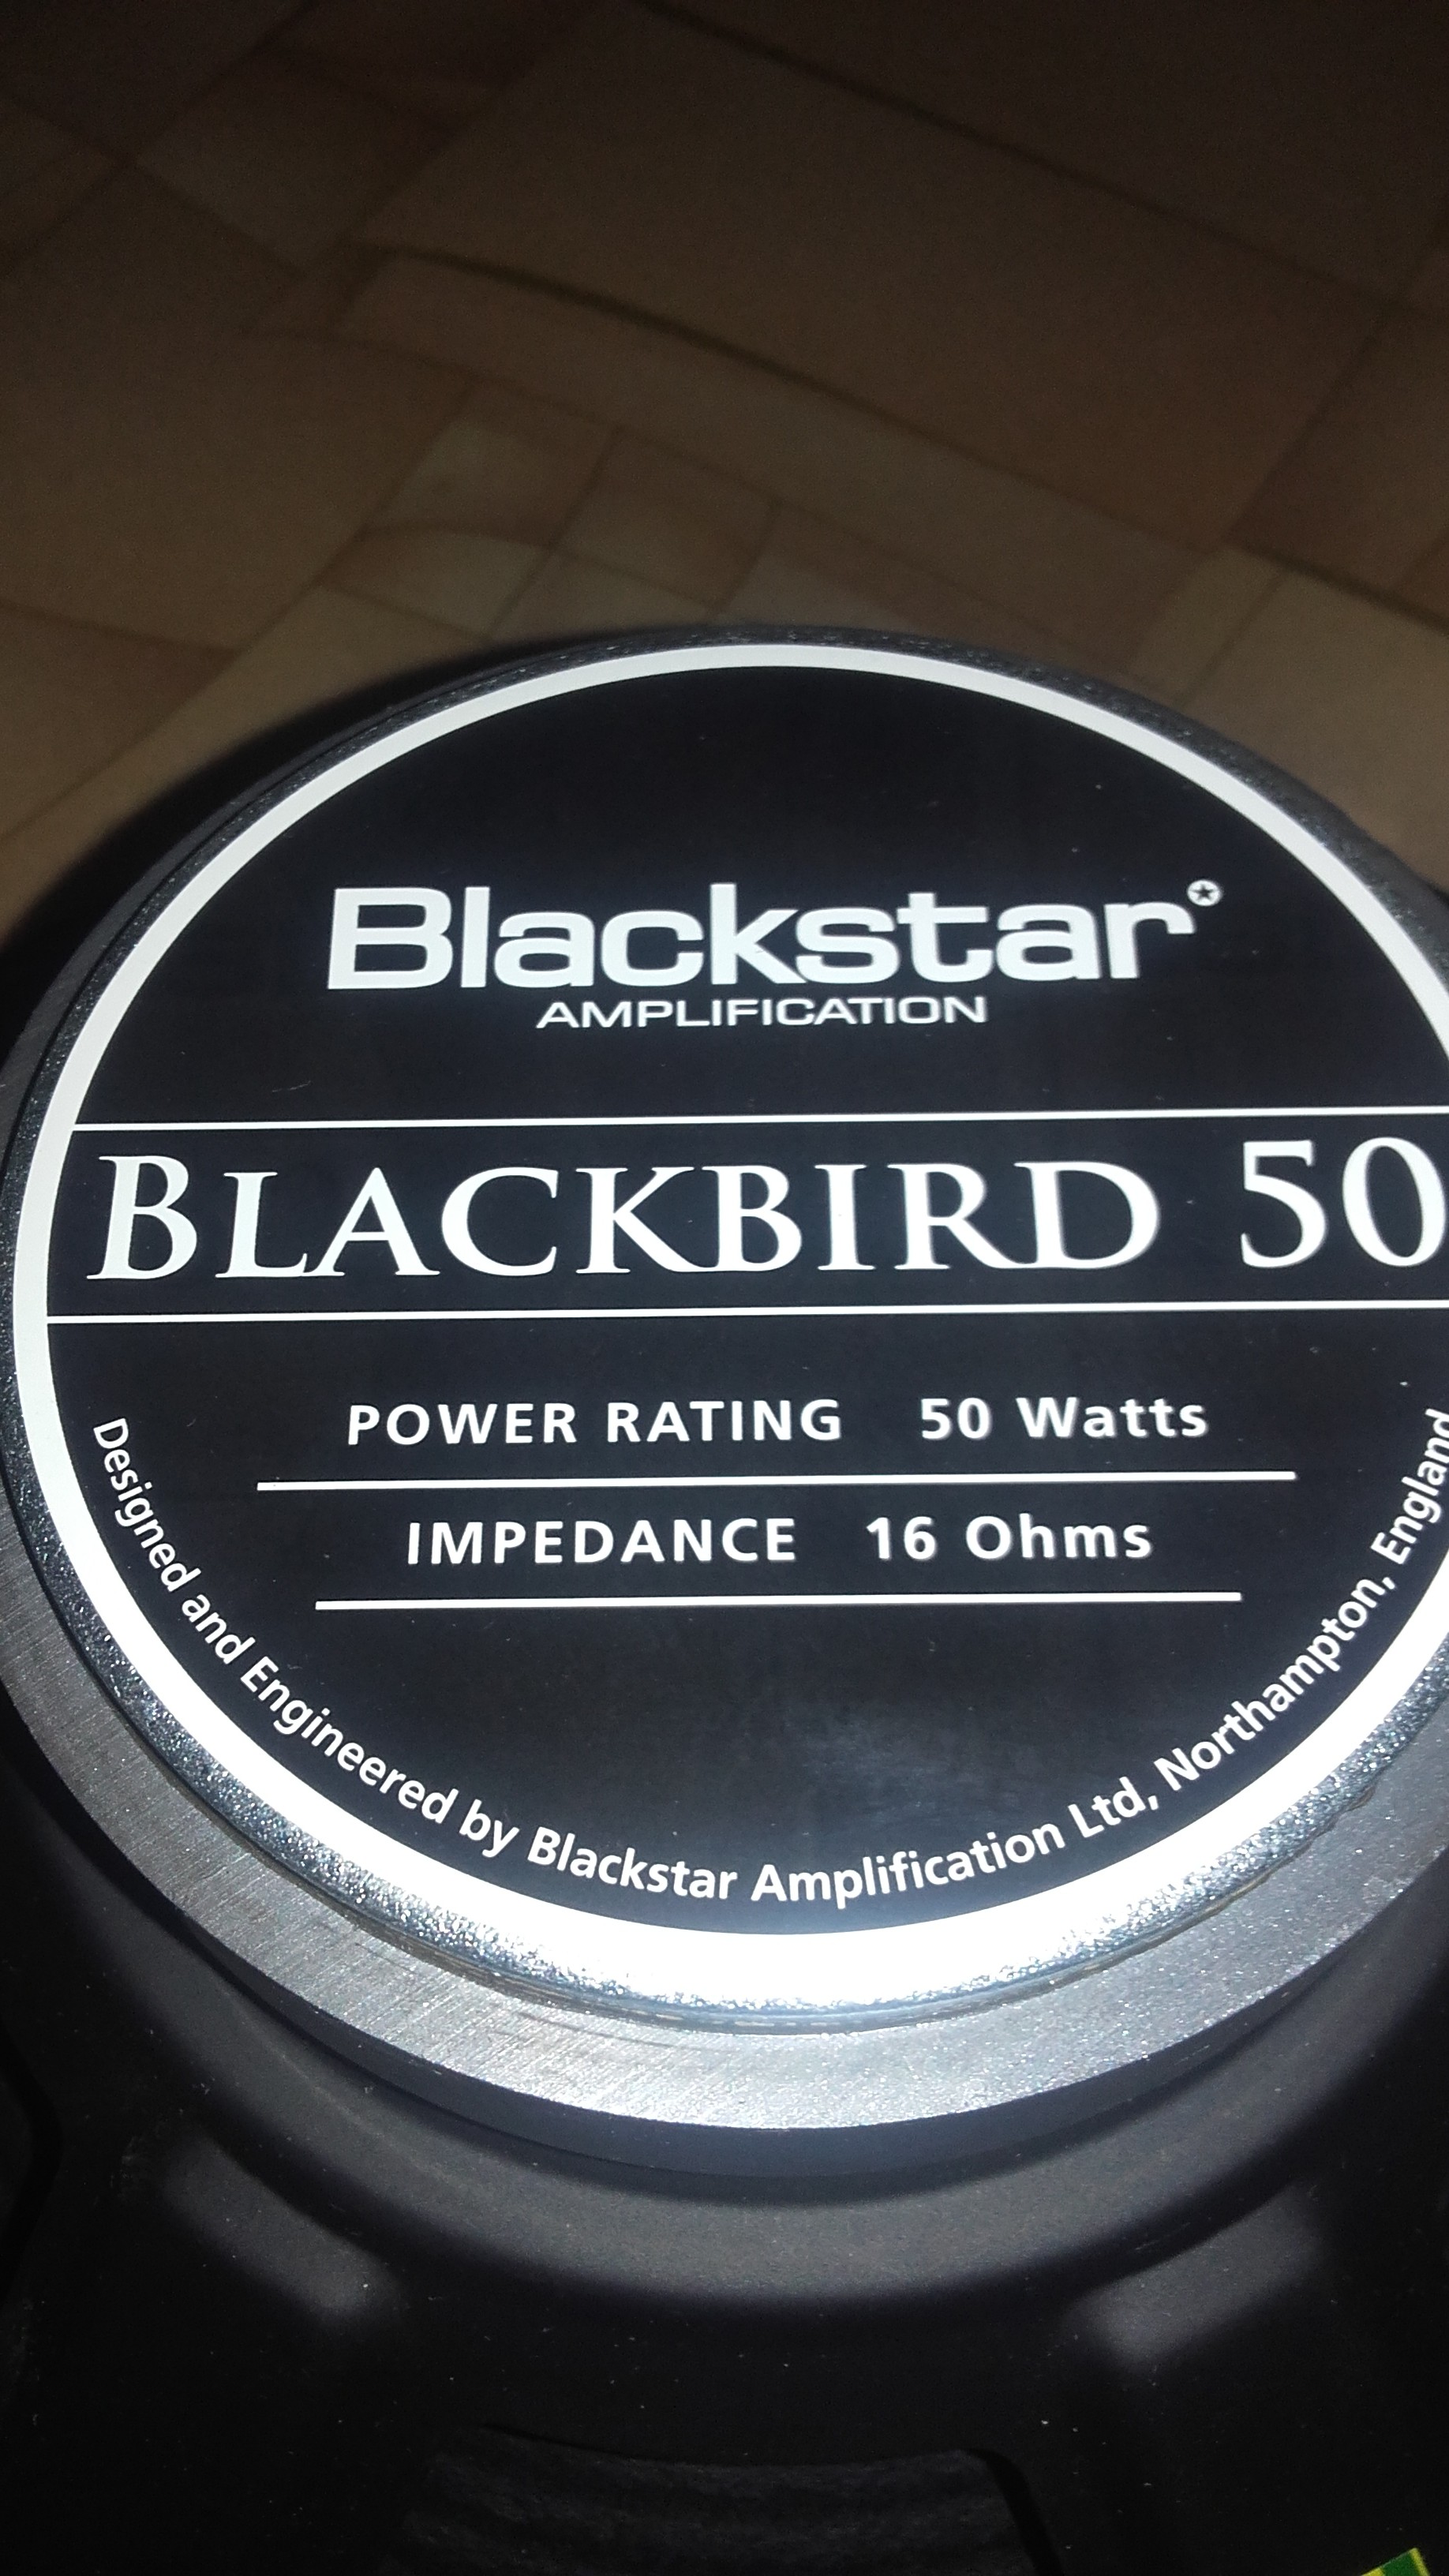 Blackstar
AMPLIFICATION
BLACKBIRD 50
POWER RATING 50 Watts
IMPEDANCE 16 Ohms
Designed and Engineered by Blackstar Amplification Ltd, Northampton, England